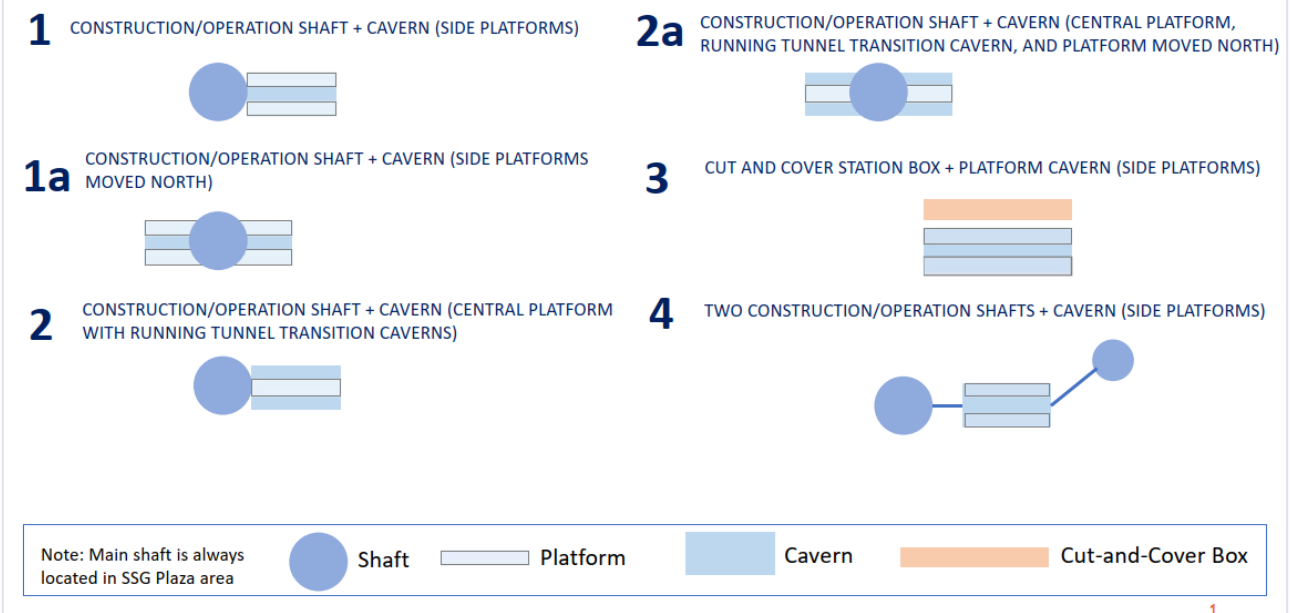 1
CONSTRUCTION/OPERATION SHAFT + CAVERN (SIDE PLATFORMS)
1a
CONSTRUCTION/OPERATION SHAFT + CAVERN (SIDE PLATFORMS
MOVED NORTH)
2
CONSTRUCTION/OPERATION SHAFT + CAVERN (CENTRAL PLATFORM
WITH RUNNING TUNNEL TRANSITION CAVERNS)
2a
CONSTRUCTION/OPERATION SHAFT + CAVERN (CENTRAL PLATFORM,
RUNNING TUNNEL TRANSITION CAVERN, AND PLATFORM MOVED NORTH)
3
CUT AND COVER STATION BOX + PLATFORM CAVERN (SIDE PLATFORMS)
4
TWO CONSTRUCTION/OPERATION SHAFTS + CAVERN (SIDE PLATFORMS)
Note: Main shaft is always
located in SSG Plaza area
Shaft
Platform
Cavern
Cut-and-Cover Box
1